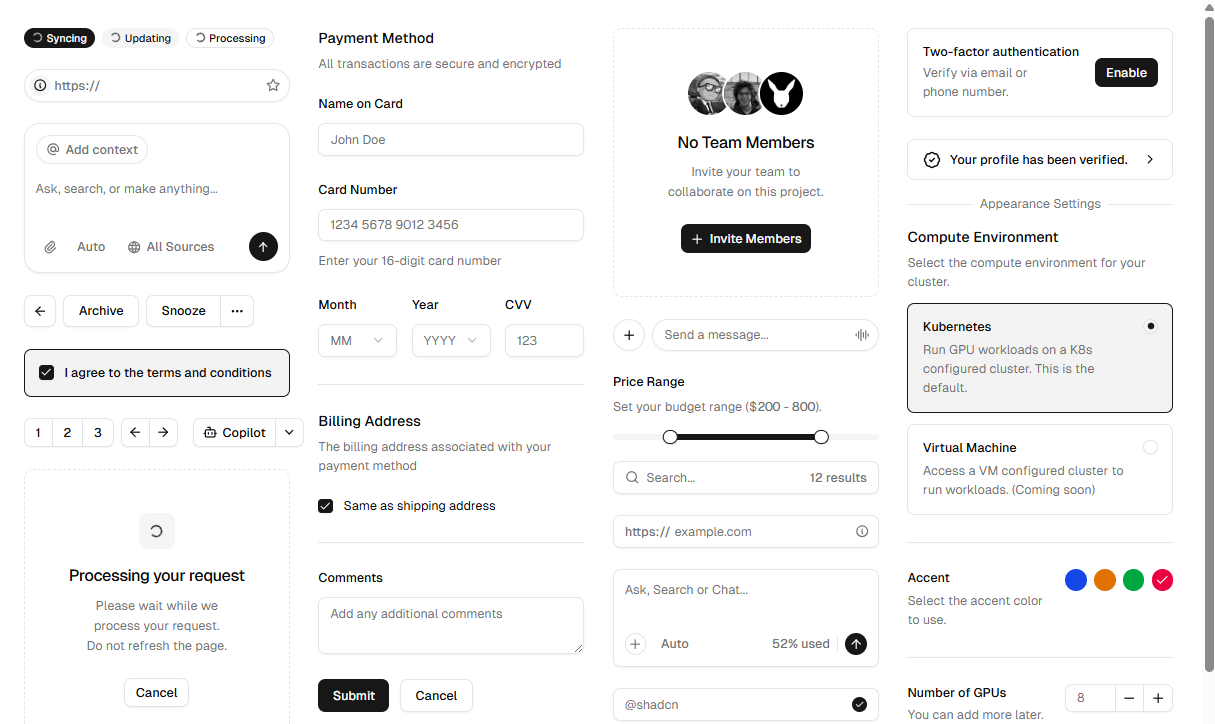 Syncing
Updating
Processing
https://
Add context
Ask, search, or make anything...
Auto
All Sources
Archive
Snooze
I agree to the terms and conditions
1
2
3
Copilot
Processing your request
Please wait while we
process your request.
Do not refresh the page.
Cancel
Payment Method
All transactions are secure and encrypted
Name on Card
John Doe
Card Number
1234 5678 9012 3456
Enter your 16-digit card number
Month
Year
CVV
MM
YYYY
123
Billing Address
The billing address associated with your
payment method
Same as shipping address
Comments
Add any additional comments
Submit
Cancel
No Team Members
Invite your team to
collaborate on this project.
Invite Members
Send a message...
Price Range
Set your budget range ($200 - 800).
Search...
12 results
https://
example.com
Ask, Search or Chat...
Auto
52% used
@shadcn
Two-factor authentication
Verify via email or
phone number.
Enable
Your profile has been verified.
Appearance Settings
Compute Environment
Select the compute environment for your
cluster.
Kubernetes
Run GPU workloads on a K8s
configured cluster. This is the
default.
Virtual Machine
Access a VM configured cluster to
run workloads. (Coming soon)
Accent
Select the accent color
to use.
Number of GPUs
You can add more later.
8